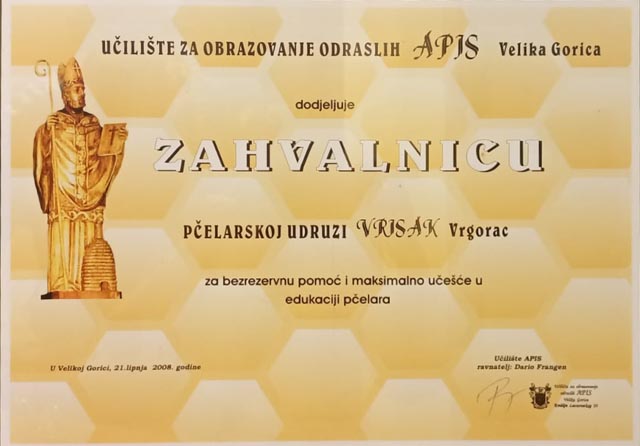 UČILIŠTE ZA OBRAZOVANJE ODRASLIH APIS Velika Gorica
dodjeljuje
ZAHVALNICU
PČELARSKOJ UDRUZI VRISAK Vrgorac
za bezrezervnu pomoć i maksimalno učešće u
edukaciji pčelara
U Velikoj Gorici, 21.lipnja 2008. godine
Učilište APIS
ravnatelj: Dario Frangen
Učilište za obrazovanje
odraslih APIS
Velika Gorica